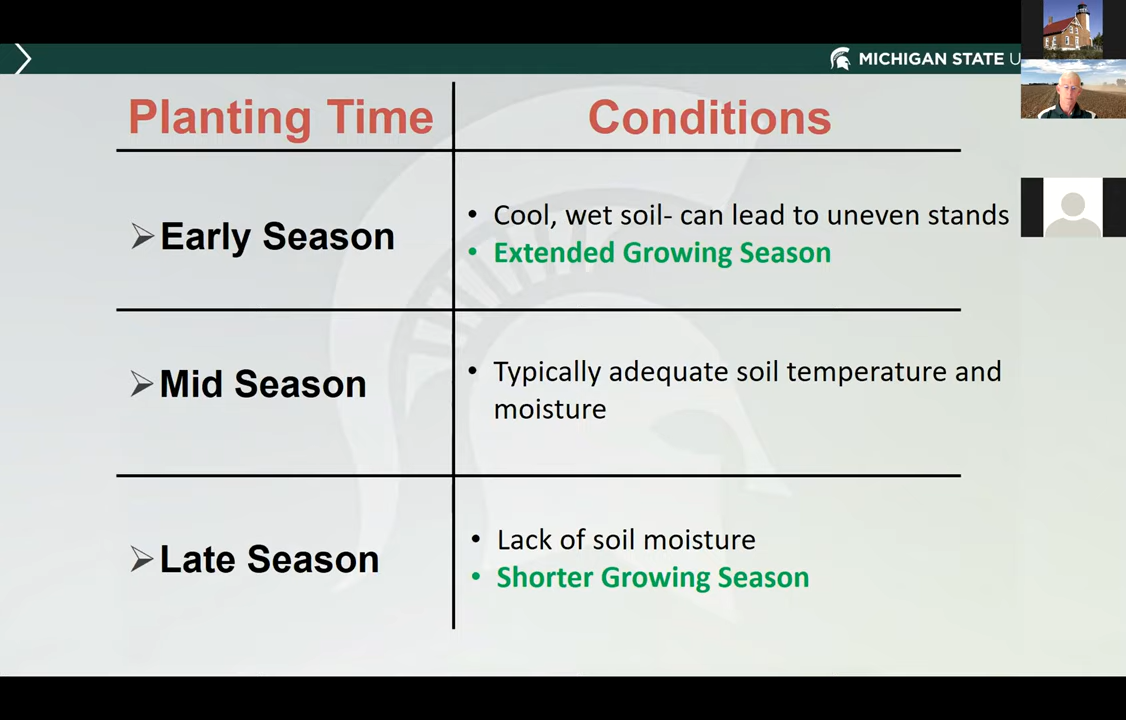 MICHIGAN STATE U
Planting Time
Conditions
Early Season
• Cool, wet soil- can lead to uneven stands
• Extended Growing Season
Mid Season
• Typically adequate soil temperature and
moisture
Late Season
• Lack of soil moisture
• Shorter Growing Season